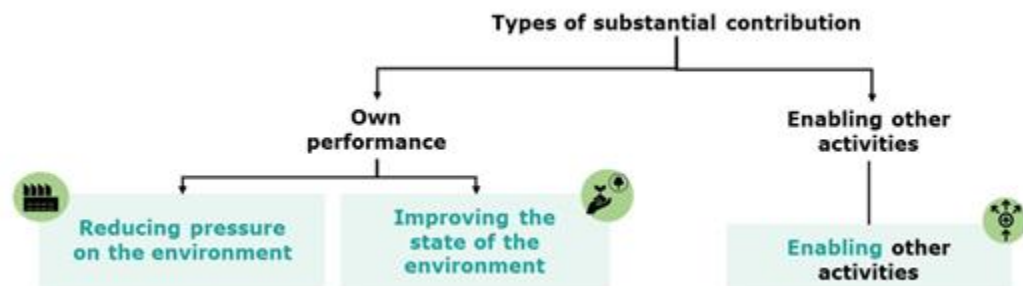 Types of substantial contribution
Own
performance
Enabling other
activities
Reducing pressure
on the environment
Improving the
state of the
environment
Enabling other
activities